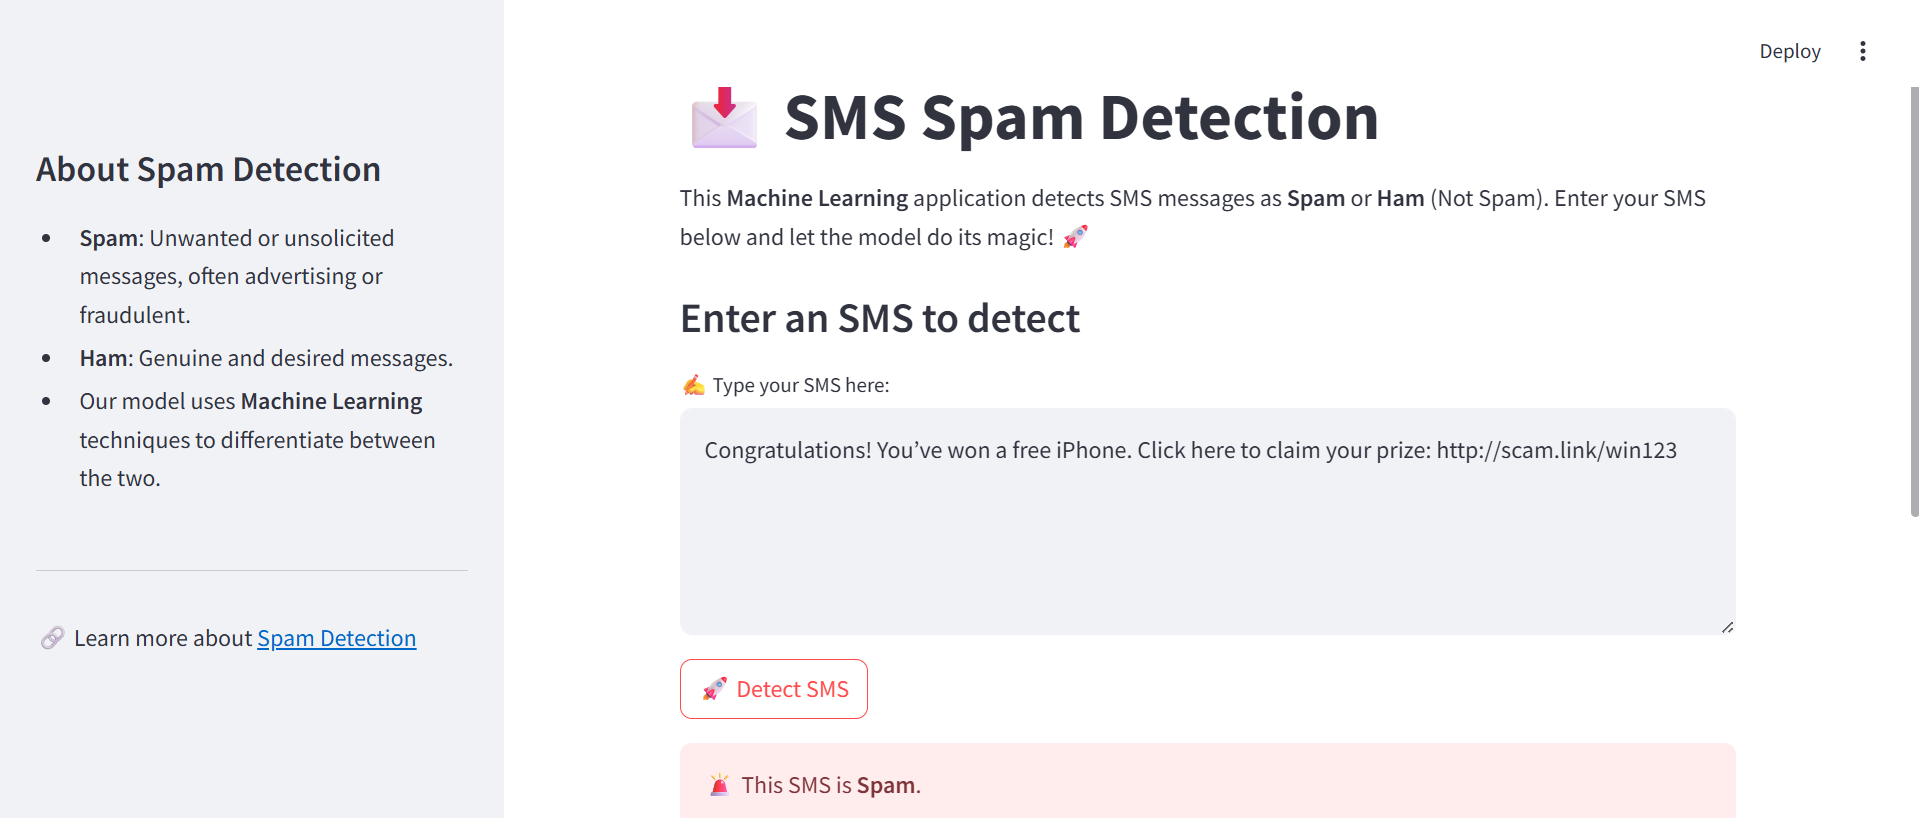 Deploy
About Spam Detection
Spam: Unwanted or unsolicited
messages, often advertising or
fraudulent.
Ham: Genuine and desired messages.
Our model uses Machine Learning
techniques to differentiate between
the two.
Learn more about Spam Detection
SMS Spam Detection
This Machine Learning application detects SMS messages as Spam or Ham (Not Spam). Enter your SMS
below and let the model do its magic! 🚀
Enter an SMS to detect
✍️ Type your SMS here:
Congratulations! You’ve won a free iPhone. Click here to claim your prize: http://scam.link/win123
🚀 Detect SMS
🚨 This SMS is Spam.